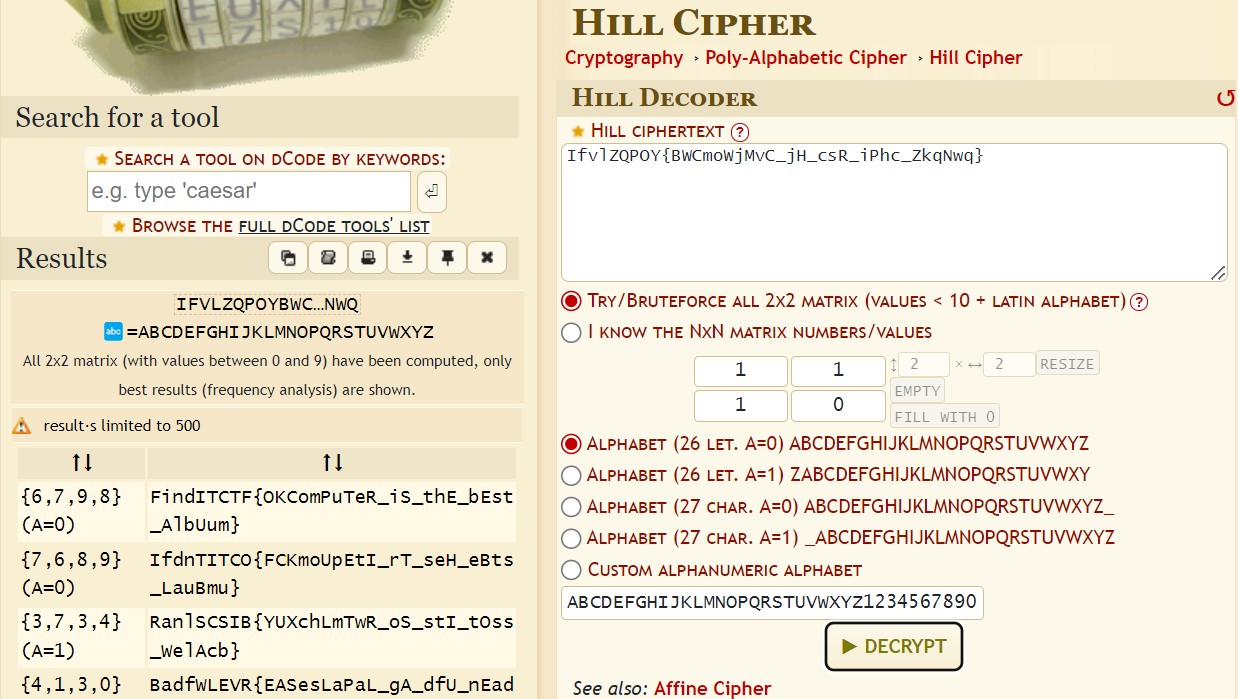 Search for a tool
★ SEARCH A TOOL ON DCODE BY KEYWORDS:
e.g. type 'caesar'
★ BROWSE THE FULL DCODE TOOLS' LIST
Results
IFVLZQPOYBWC…NWQ
abc =ABCDEFGHIJKLMNOPQRSTUVWXYZ
All 2x2 matrix (with values between 0 and 9) have been computed, only
best results (frequency analysis) are shown.
result·s limited to 500
↑↓ ↑↓
{6,7,9,8} FindITCTF{OKComPuTeR_iS_thE_bEst
(A=0) _AlbUum}
{7,6,8,9} IfdnTITCO{FCKmoUpEtI_rT_seH_eBts
(A=0) _LauBmu}
{3,7,3,4} RanlSCSIB{YUXchLmTwR_oS_stI_tOss
(A=1) _WelAcb}
{4,1,3,0} BadfWLEVR{EASesLaPaL_gA_dfU_nEad
HILL CIPHER
Cryptography › Poly-Alphabetic Cipher › Hill Cipher
HILL DECODER
★ HILL CIPHERTEXT ?
IfvlZQPOY{BWCmoWjMvC_jH_csR_iPhc_ZkqNwq}
TRY/BRUTEFORCE ALL 2X2 MATRIX (VALUES < 10 + LATIN ALPHABET) ?
I KNOW THE NXN MATRIX NUMBERS/VALUES
1 1 ↕ 2 × ↔ 2 RESIZE
EMPTY
1 0
FILL WITH 0
ALPHABET (26 LET. A=0) ABCDEFGHIJKLMNOPQRSTUVWXYZ
ALPHABET (26 LET. A=1) ZABCDEFGHIJKLMNOPQRSTUVWXY
ALPHABET (27 CHAR. A=0) ABCDEFGHIJKLMNOPQRSTUVWXYZ_
ALPHABET (27 CHAR. A=1) _ABCDEFGHIJKLMNOPQRSTUVWXYZ
CUSTOM ALPHANUMERIC ALPHABET
ABCDEFGHIJKLMNOPQRSTUVWXYZ1234567890
▶ DECRYPT
See also: Affine Cipher